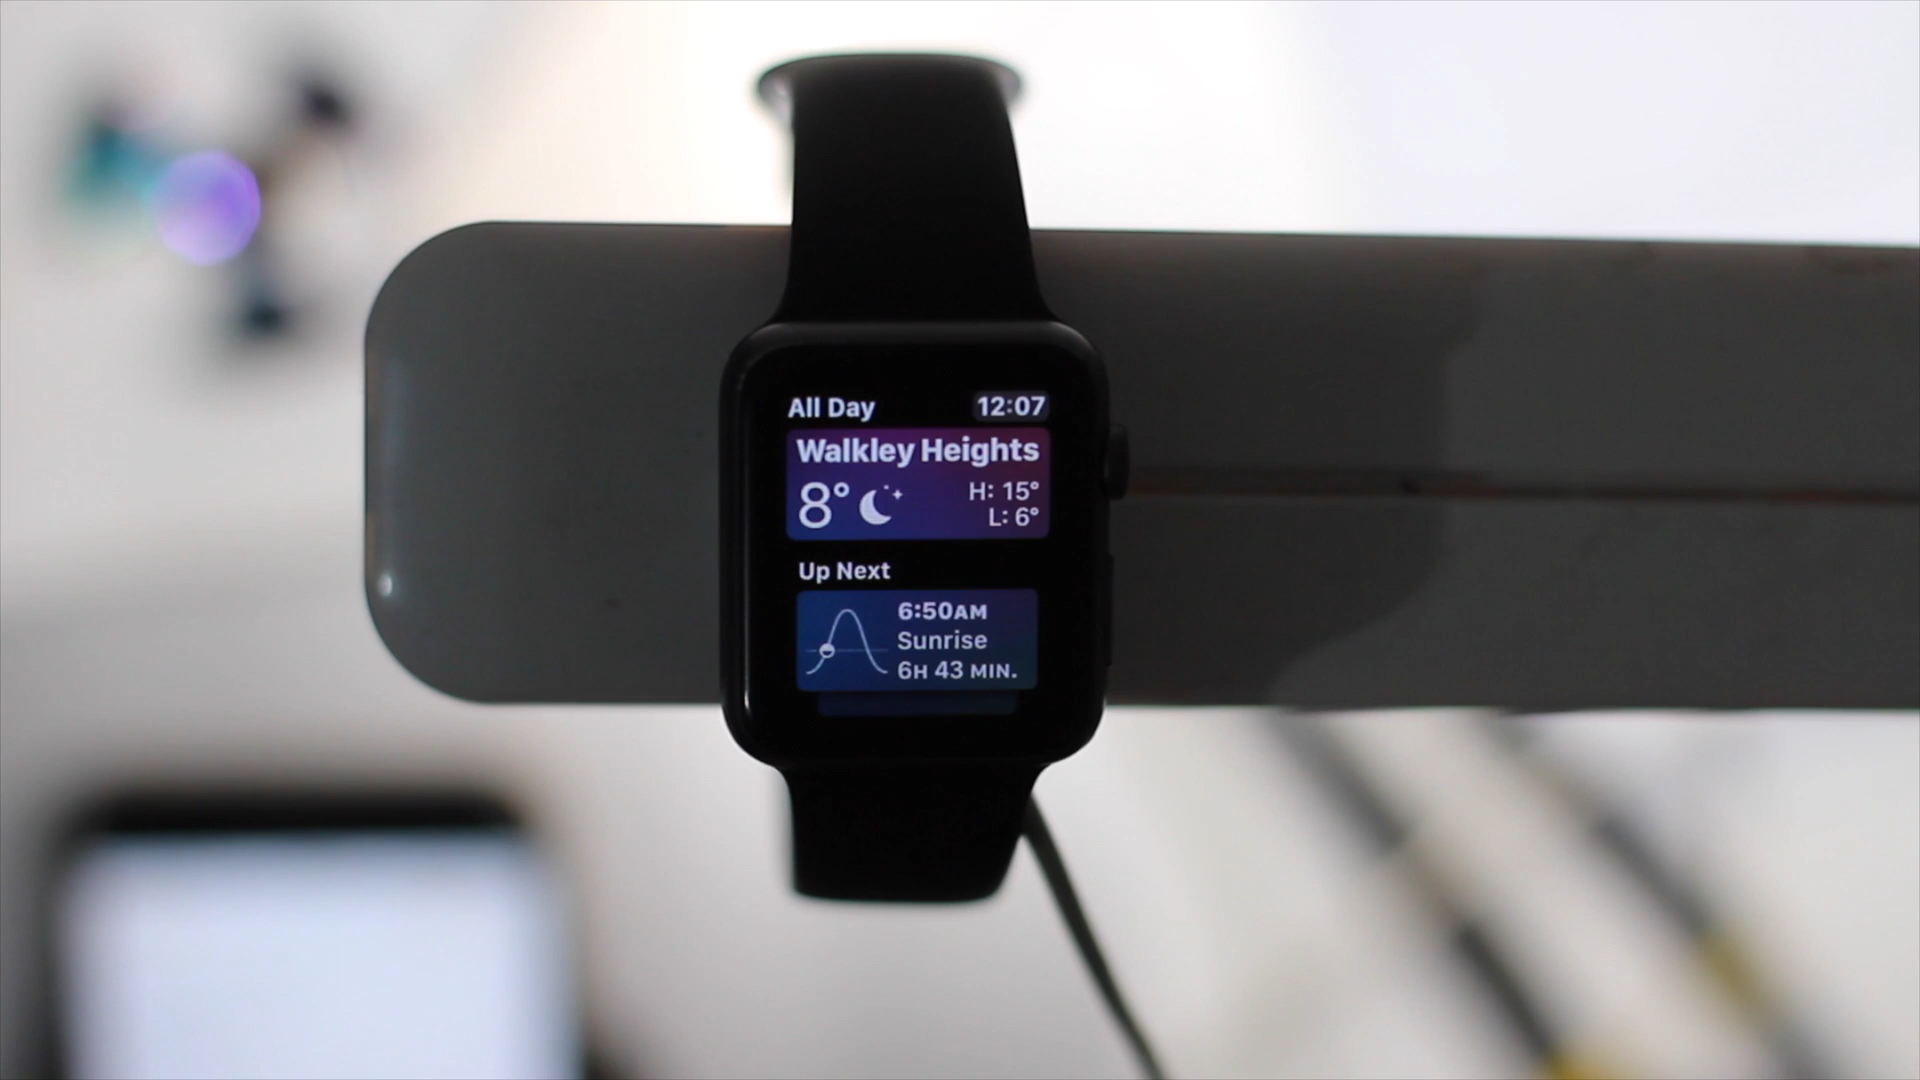 All Day 12:07
Walkley Heights
8° H: 15°
L: 6°
Up Next
6:50AM
Sunrise
6H 43 MIN.